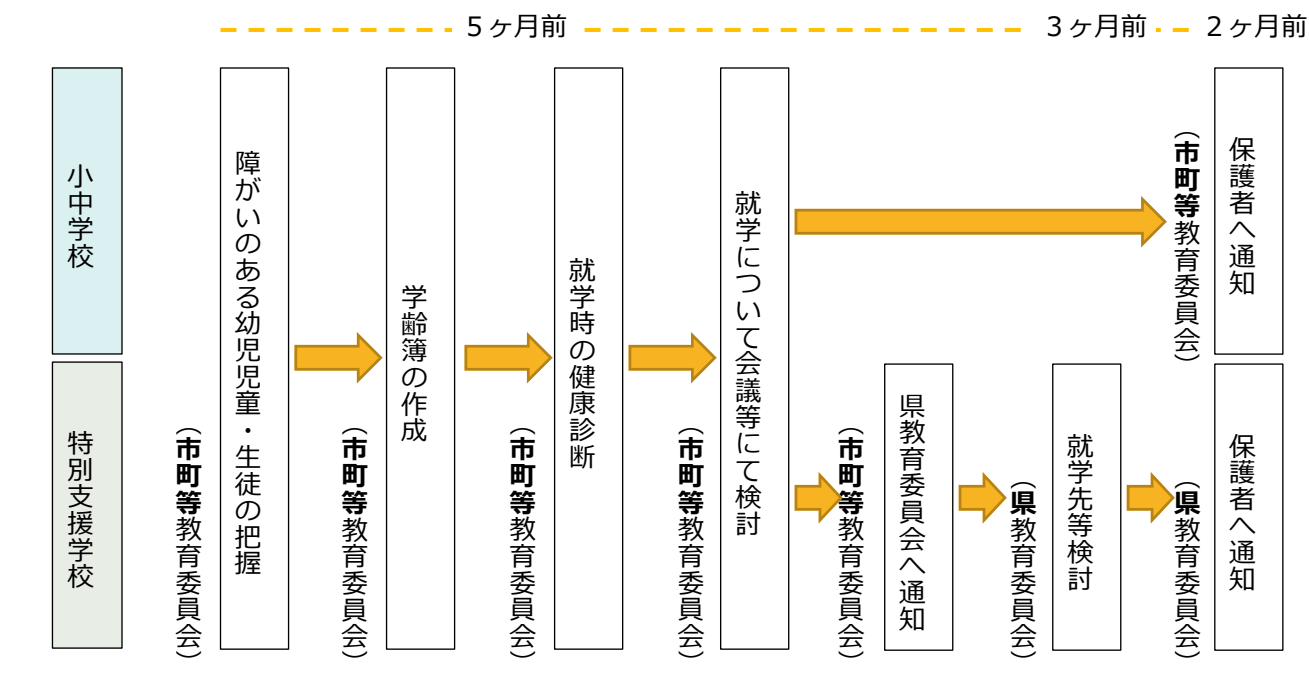 5ヶ月前
3ヶ月前
2ヶ月前
小中学校
特別支援学校
（市町等教育委員会）
障がいのある幼児児童・生徒の把握
（市町等教育委員会）
学齢簿の作成
（市町等教育委員会）
就学時の健康診断
（市町等教育委員会）
就学について会議等にて検討
（市町等教育委員会）
保護者へ通知
（市町等教育委員会）
県教育委員会へ通知
（県教育委員会）
就学先等検討
（県教育委員会）
保護者へ通知